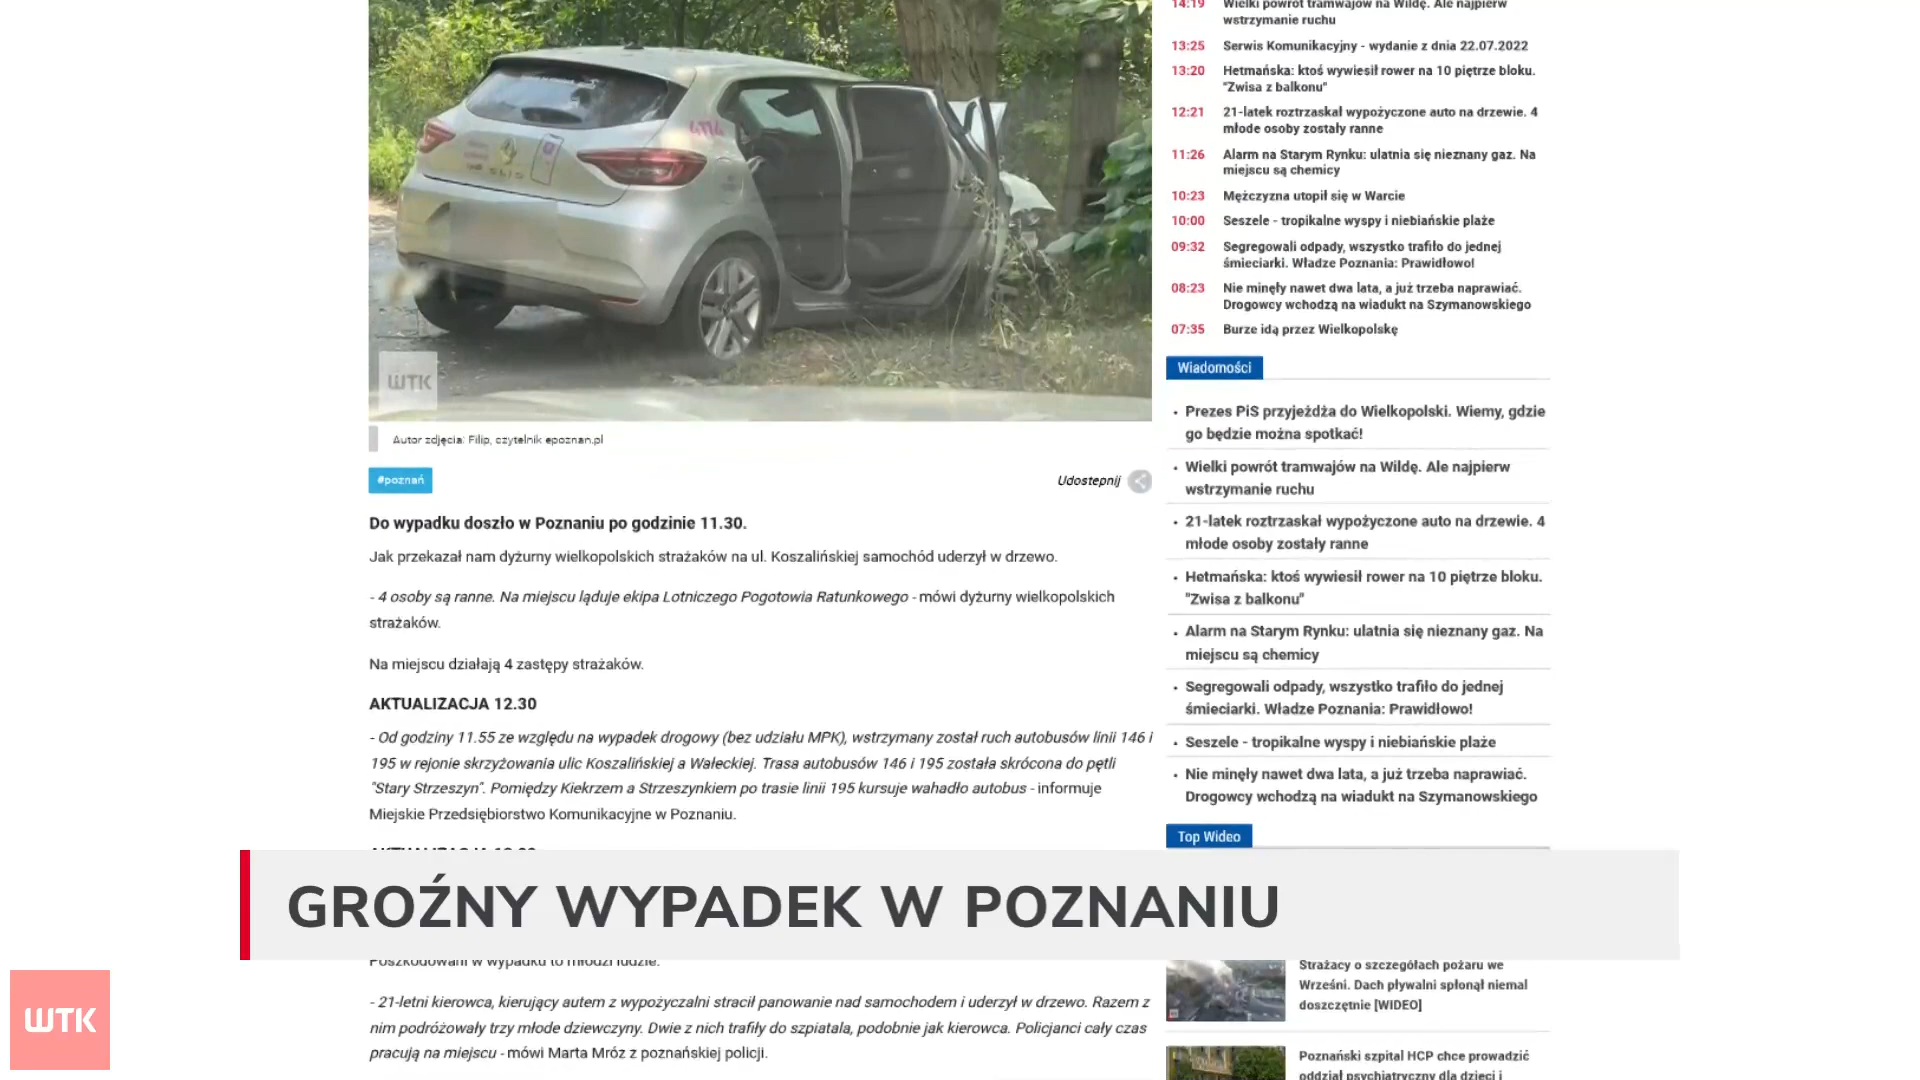 4114
WTK
Autor zdjęcia: Filip, czytelnik epoznan.pl
#poznań
Udostepnij
Do wypadku doszło w Poznaniu po godzinie 11.30.
Jak przekazał nam dyżurny wielkopolskich strażaków na ul. Koszalińskiej samochód uderzył w drzewo.
- 4 osoby są ranne. Na miejscu ląduje ekipa Lotniczego Pogotowia Ratunkowego - mówi dyżurny wielkopolskich
strażaków.
Na miejscu działają 4 zastępy strażaków.
AKTUALIZACJA 12.30
- Od godziny 11.55 ze względu na wypadek drogowy (bez udziału MPK), wstrzymany został ruch autobusów linii 146 i
195 w rejonie skrzyżowania ulic Koszalińskiej a Wałeckiej. Trasa autobusów 146 i 195 została skrócona do pętli
"Stary Strzeszyn". Pomiędzy Kiekrzem a Strzeszynkiem po trasie linii 195 kursuje wahadło autobus - informuje
Miejskie Przedsiębiorstwo Komunikacyjne w Poznaniu.
GROŹNY WYPADEK W POZNANIU
Poszkodowani w wypadku to młodzi ludzie.
- 21-letni kierowca, kierujący autem z wypożyczalni stracił panowanie nad samochodem i uderzył w drzewo. Razem z
nim podróżowały trzy młode dziewczyny. Dwie z nich trafiły do szpiatala, podobnie jak kierowca. Policjanci cały czas
pracują na miejscu - mówi Marta Mróz z poznańskiej policji.
WTK
14:19 Wielki powrót tramwajów na Wildę. Ale najpierw
wstrzymanie ruchu
13:25 Serwis Komunikacyjny - wydanie z dnia 22.07.2022
13:20 Hetmańska: ktoś wywiesił rower na 10 piętrze bloku.
"Zwisa z balkonu"
12:21 21-latek roztrzaskał wypożyczone auto na drzewie. 4
młode osoby zostały ranne
11:26 Alarm na Starym Rynku: ulatnia się nieznany gaz. Na
miejscu są chemicy
10:23 Mężczyzna utopił się w Warcie
10:00 Seszele - tropikalne wyspy i niebiańskie plaże
09:32 Segregowali odpady, wszystko trafiło do jednej
śmieciarki. Władze Poznania: Prawidłowo!
08:23 Nie minęły nawet dwa lata, a już trzeba naprawiać.
Drogowcy wchodzą na wiadukt na Szymanowskiego
07:35 Burze idą przez Wielkopolskę
Wiadomości
Prezes PiS przyjeżdża do Wielkopolski. Wiemy, gdzie
go będzie można spotkać!
Wielki powrót tramwajów na Wildę. Ale najpierw
wstrzymanie ruchu
21-latek roztrzaskał wypożyczone auto na drzewie. 4
młode osoby zostały ranne
Hetmańska: ktoś wywiesił rower na 10 piętrze bloku.
"Zwisa z balkonu"
Alarm na Starym Rynku: ulatnia się nieznany gaz. Na
miejscu są chemicy
Segregowali odpady, wszystko trafiło do jednej
śmieciarki. Władze Poznania: Prawidłowo!
Seszele - tropikalne wyspy i niebiańskie plaże
Nie minęły nawet dwa lata, a już trzeba naprawiać.
Drogowcy wchodzą na wiadukt na Szymanowskiego
Top Wideo
Strażacy o szczegółach pożaru we
Wrześni. Dach pływalni spłonął niemal
doszczętnie [WIDEO]
Poznański szpital HCP chce prowadzić
oddział psychiatryczny dla dzieci i